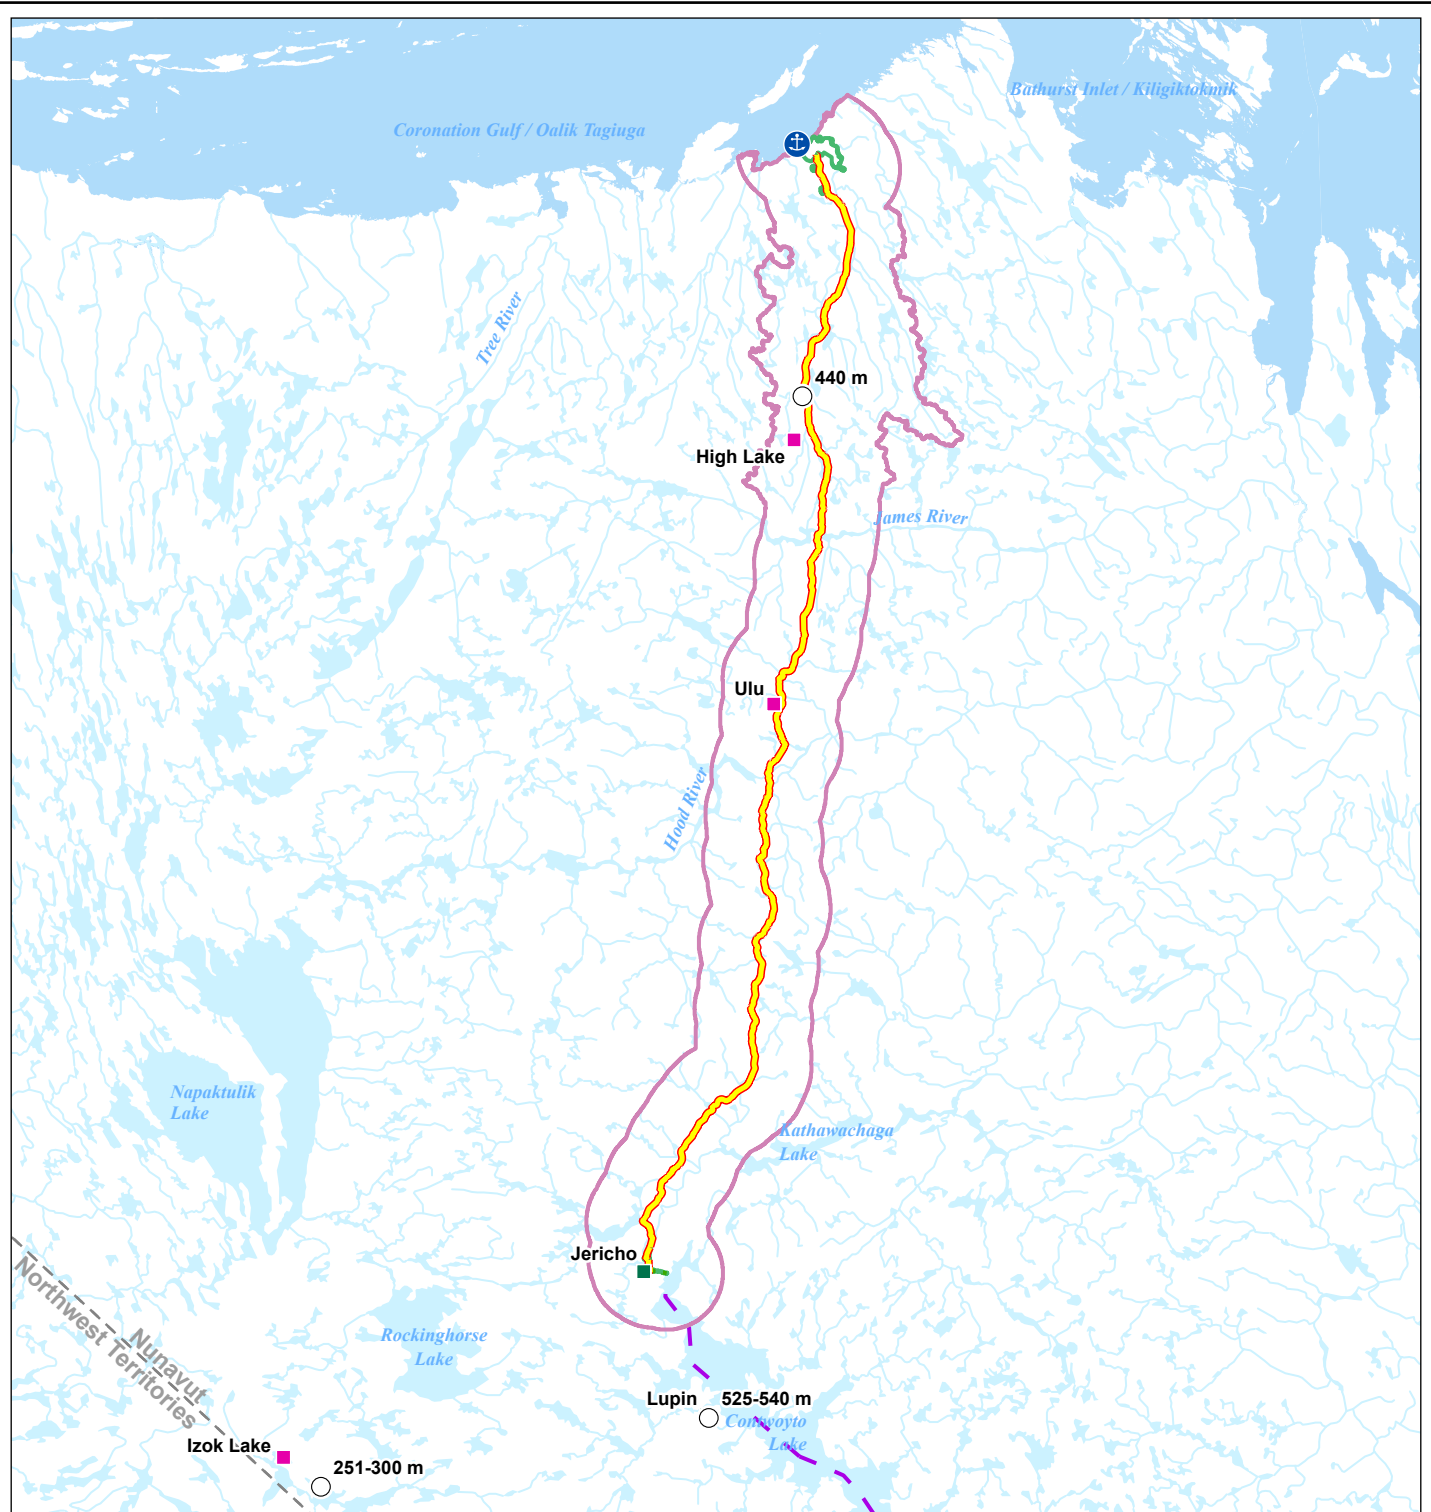 Bathurst Inlet / Kiligiktokmik
Coronation Gulf / Oalik Tagiuga
Tree River
440 m
High Lake
James River
Ulu
Hood River
Napaktulik
Lake
Kathawachaga
Lake
Jericho
Nunavut
Northwest Territories
Rockinghorse
Lake
Lupin
525-540 m
Contwoyto
Lake
Izok Lake
251-300 m